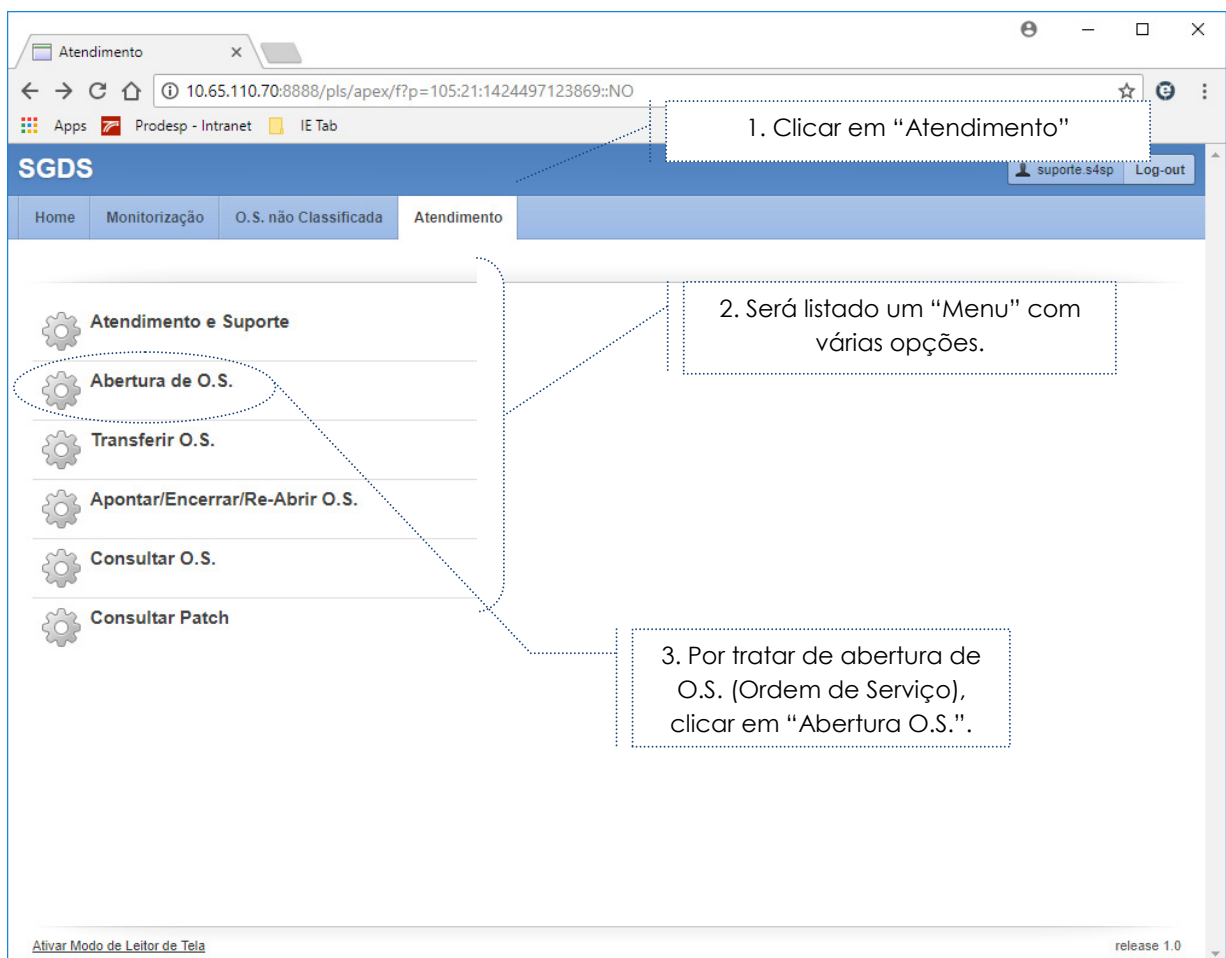 Atendimento
10.65.110.70:8888/pls/apex/f?p=105:21:1424497123869::NO
Apps Prodesp - Intranet IE Tab
1. Clicar em “Atendimento”
SGDS
suporte.s4sp Log-out
Home Monitorização O.S. não Classificada Atendimento
2. Será listado um “Menu” com
várias opções.
Atendimento e Suporte
Abertura de O.S.
Transferir O.S.
Apontar/Encerrar/Re-Abrir O.S.
Consultar O.S.
Consultar Patch
3. Por tratar de abertura de
O.S. (Ordem de Serviço),
clicar em “Abertura O.S.”.
Ativar Modo de Leitor de Tela
release 1.0